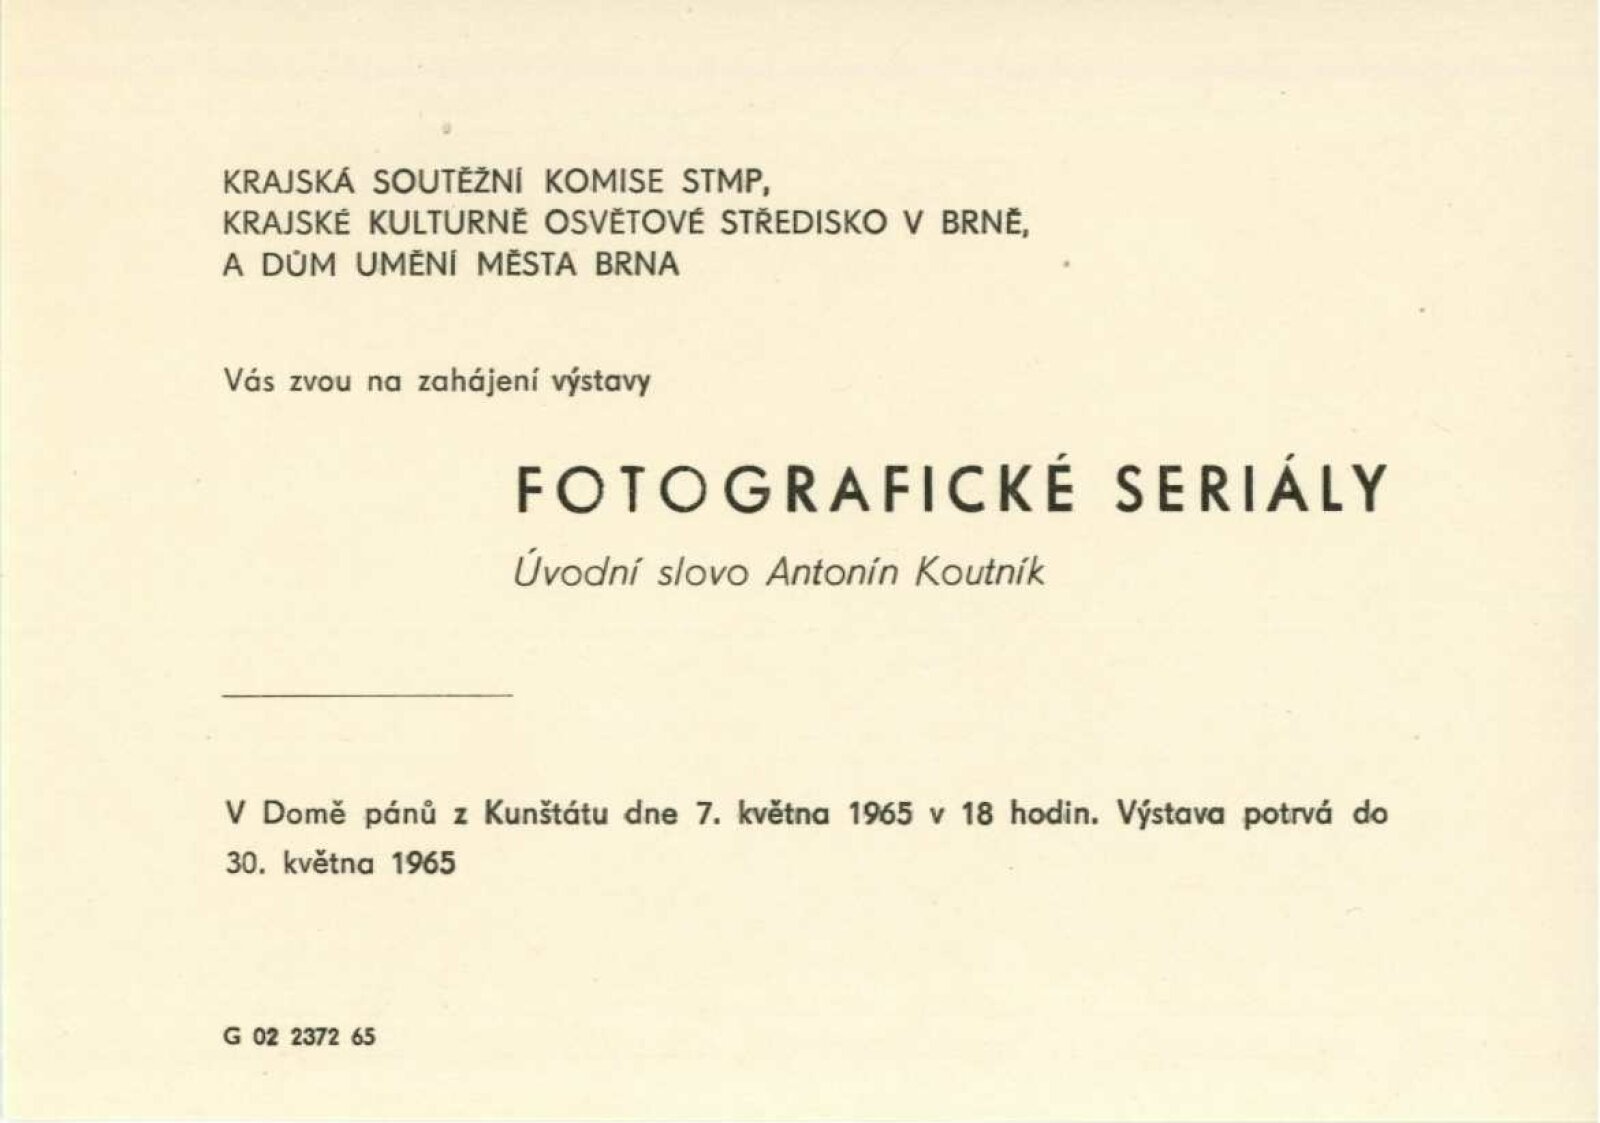 KRAJSKÁ SOUTĚŽNÍ KOMISE STMP,
KRAJSKÉ KULTURNĚ OSVĚTOVÉ STŘEDISKO V BRNĚ,
A DŮM UMĚNÍ MĚSTA BRNA
Vás zvou na zahájení výstavy
FOTOGRAFICKÉ SERIÁLY
Úvodní slovo Antonín Koutník
V Domě pánů z Kunštátu dne 7. května 1965 v 18 hodin. Výstava potrvá do
30. května 1965
G 02 2372 65